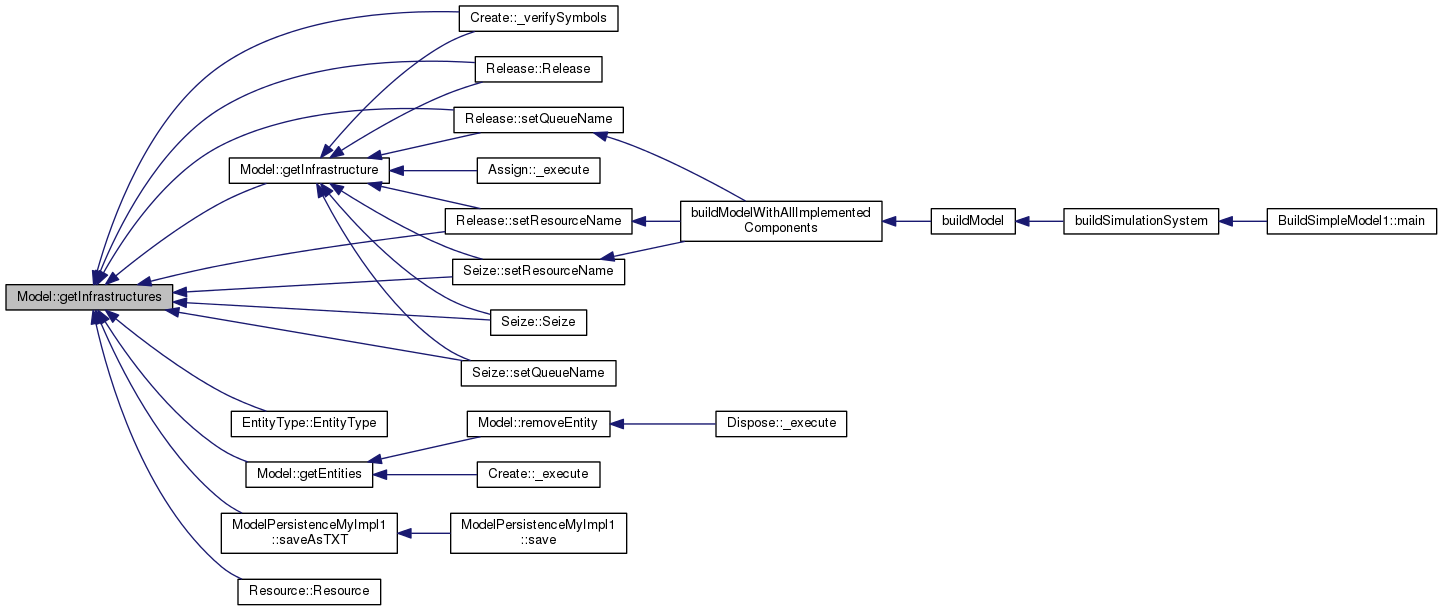 Create::_verifySymbols
Release::Release
Release::setQueueName
Model::getInfrastructure
Assign::_execute
Release::setResourceName
buildModelWithAllImplemented
Components
buildModel
buildSimulationSystem
BuildSimpleModel1::main
Seize::setResourceName
Model::getInfrastructures
Seize::Seize
Seize::setQueueName
EntityType::EntityType
Model::removeEntity
Dispose::_execute
Model::getEntities
Create::_execute
ModelPersistenceMyImpl1
::saveAsTXT
ModelPersistenceMyImpl1
::save
Resource::Resource